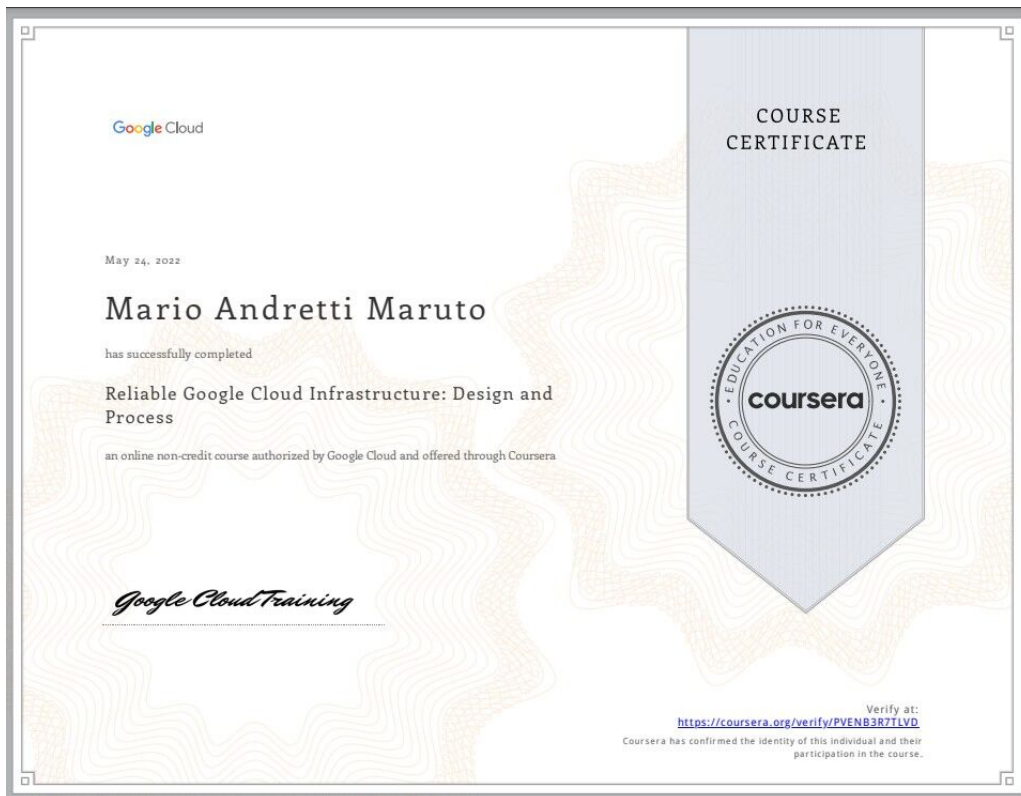 Google Cloud
COURSE
CERTIFICATE
May 24, 2022
Mario Andretti Maruto
has successfully completed
Reliable Google Cloud Infrastructure: Design and
Process
an online non-credit course authorized by Google Cloud and offered through Coursera
EDUCATION FOR EVERYONE
coursera
COURSE CERTIFICATE
Google Cloud Training
Verify at:
https://coursera.org/verify/PVENB3R7TLVD
Coursera has confirmed the identity of this individual and their
participation in the course.